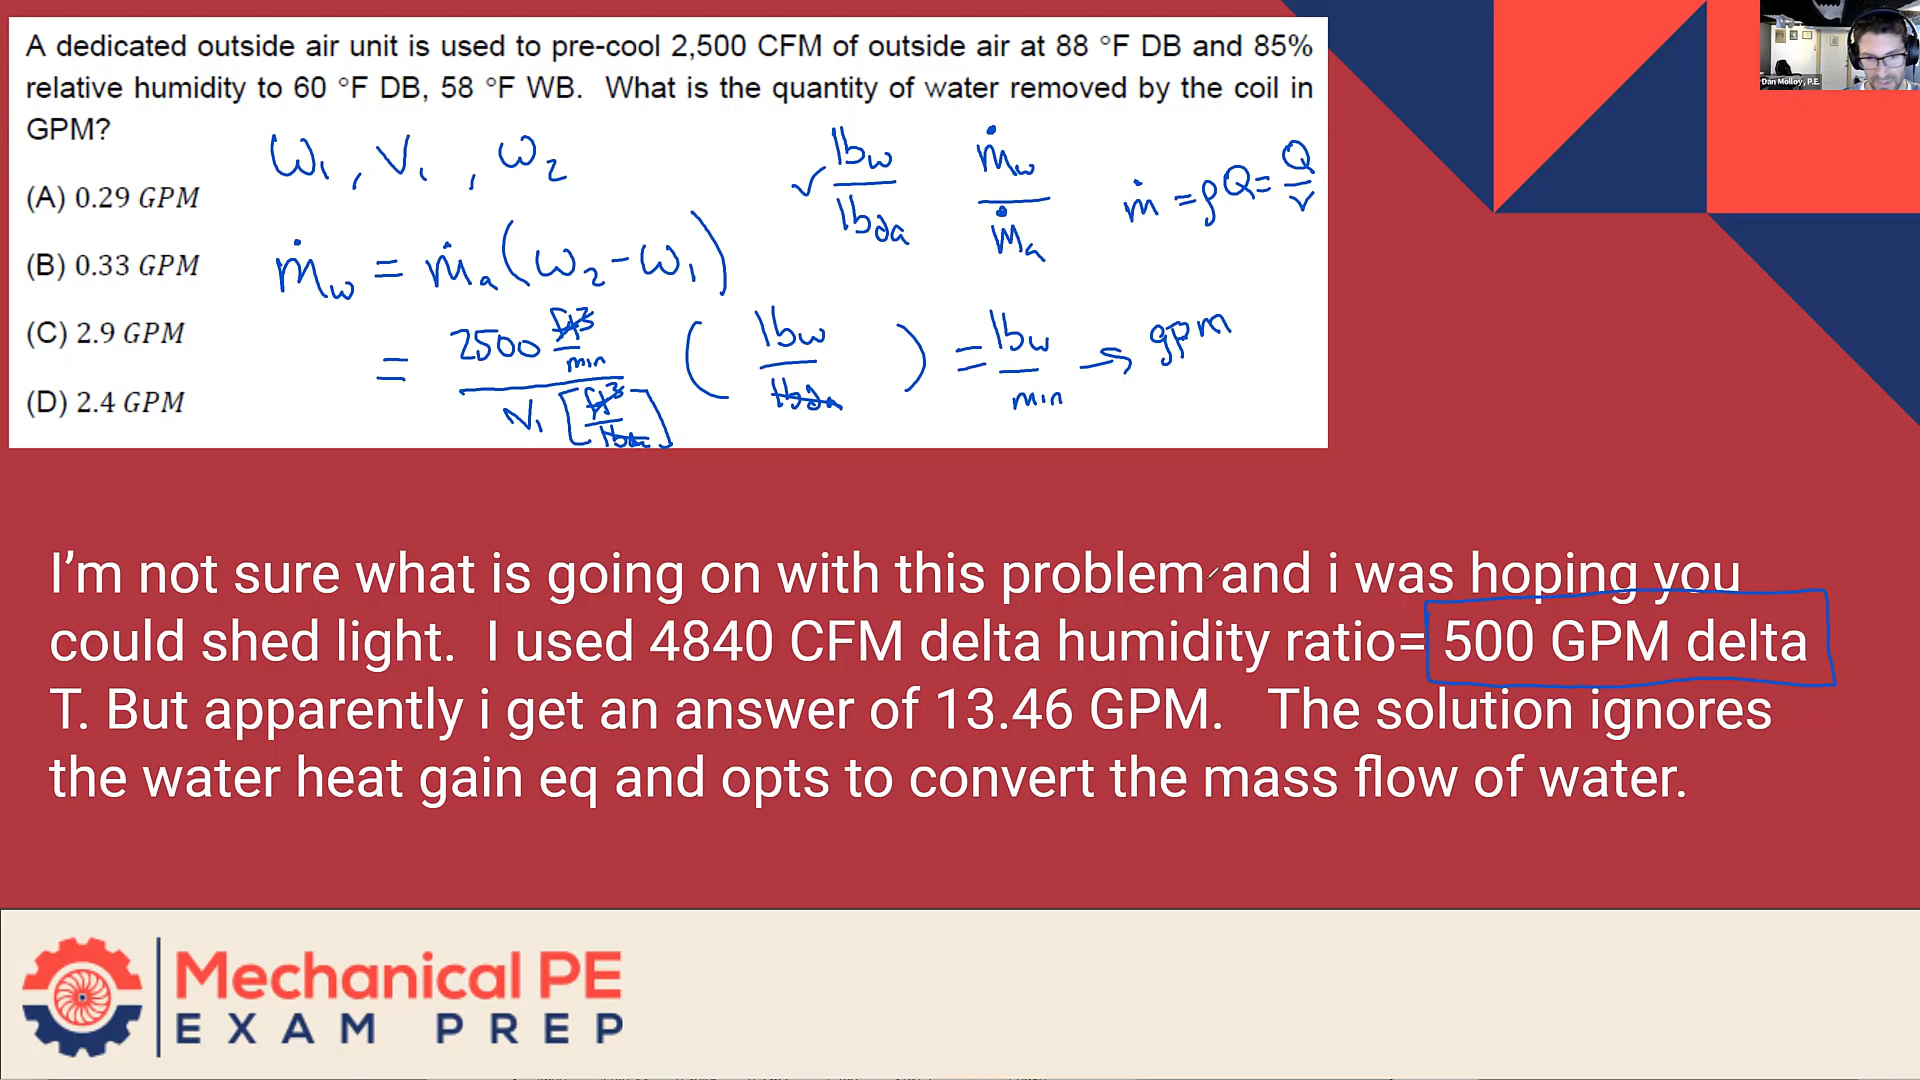 A dedicated outside air unit is used to pre-cool 2,500 CFM of outside air at 88 °F DB and 85%
relative humidity to 60 °F DB, 58 °F WB. What is the quantity of water removed by the coil in
GPM?
ω₁, v₁, ω₂
✓ lbw/lbda ṁw/ṁa ṁ = ρQ = Q/v
(A) 0.29 GPM
(B) 0.33 GPM
ṁw = ṁa (ω₂ - ω₁)
(C) 2.9 GPM
= 2500 ft³/min / v₁ [ft³/lbda] (lbw/lbda) = lbw/min → gpm
(D) 2.4 GPM
I’m not sure what is going on with this problem and i was hoping you
could shed light. I used 4840 CFM delta humidity ratio= 500 GPM delta
T. But apparently i get an answer of 13.46 GPM. The solution ignores
the water heat gain eq and opts to convert the mass flow of water.
Mechanical PE
EXAM PREP
Dan Molloy, P.E.